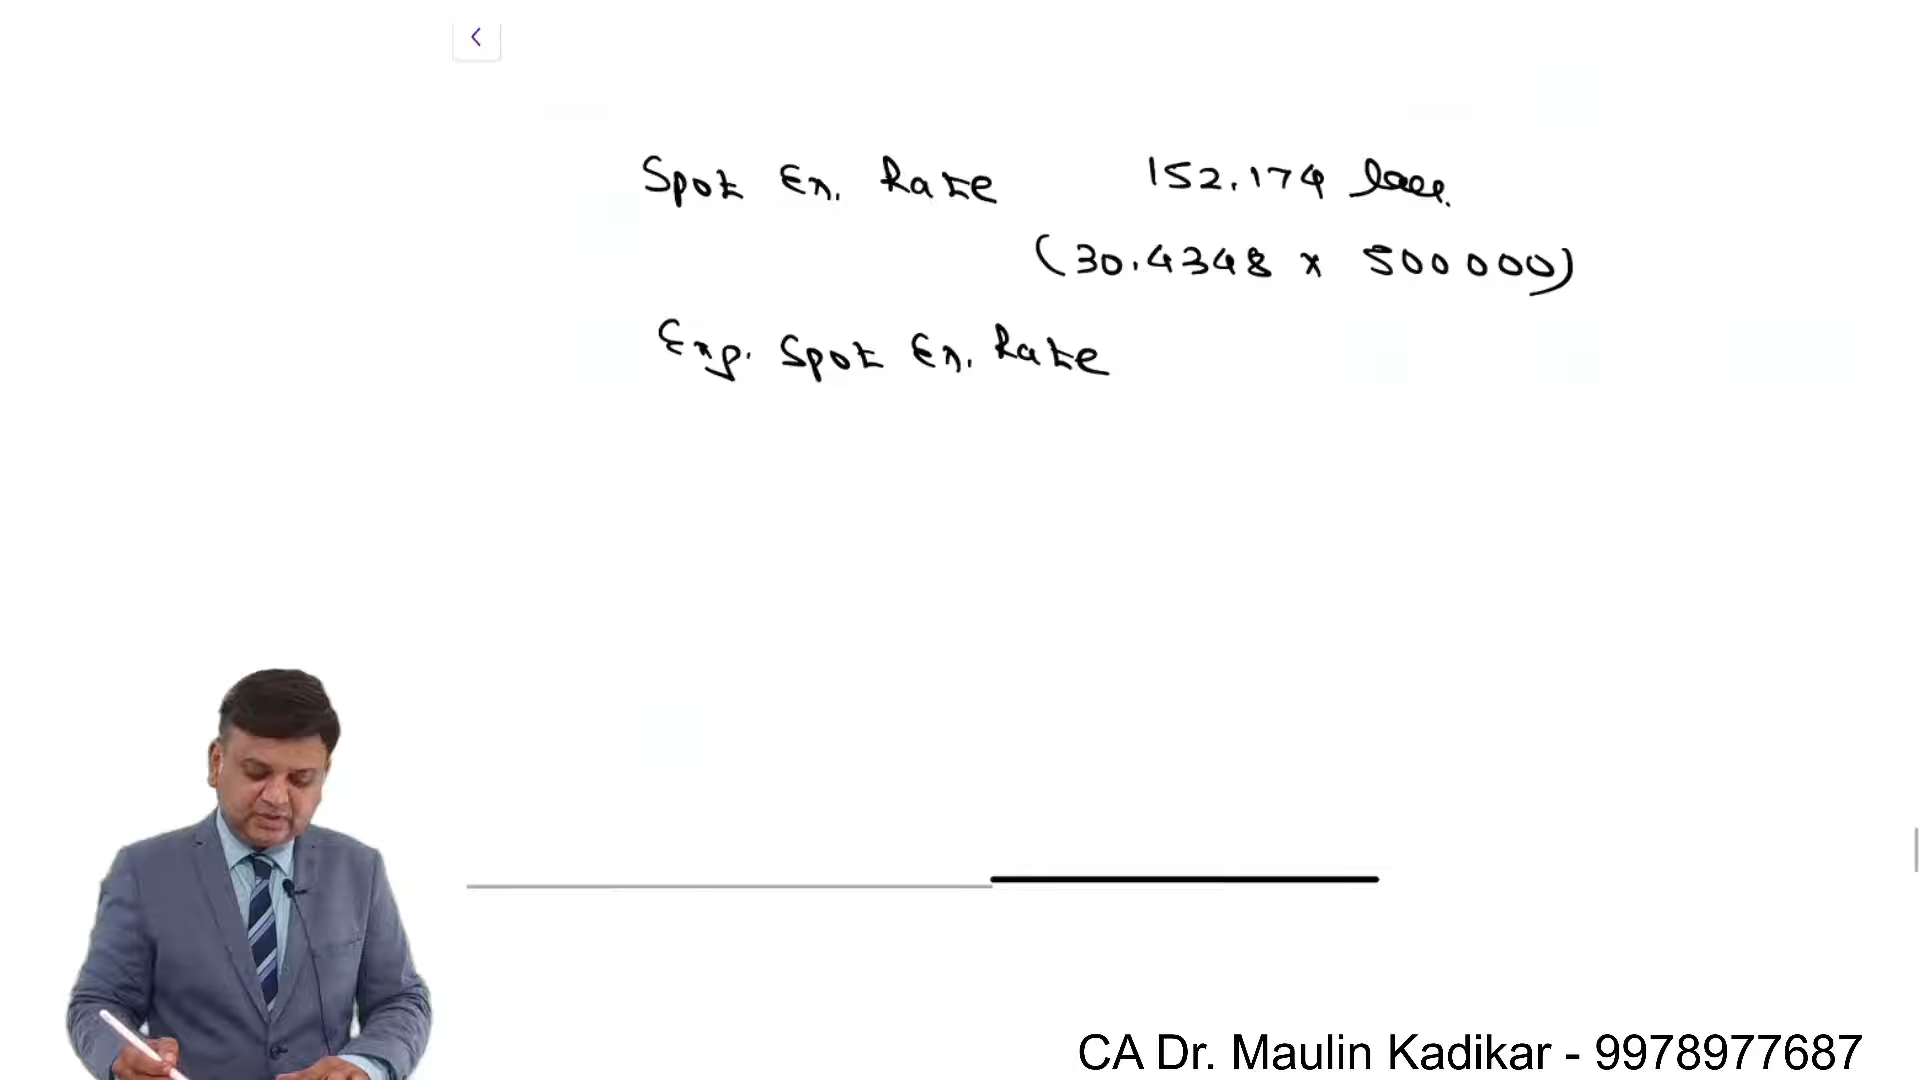 Spot Ex. Rate 152.174 lacs.
(30.4348 x 500000)
Exp. Spot Ex. Rate
CA Dr. Maulin Kadikar - 9978977687